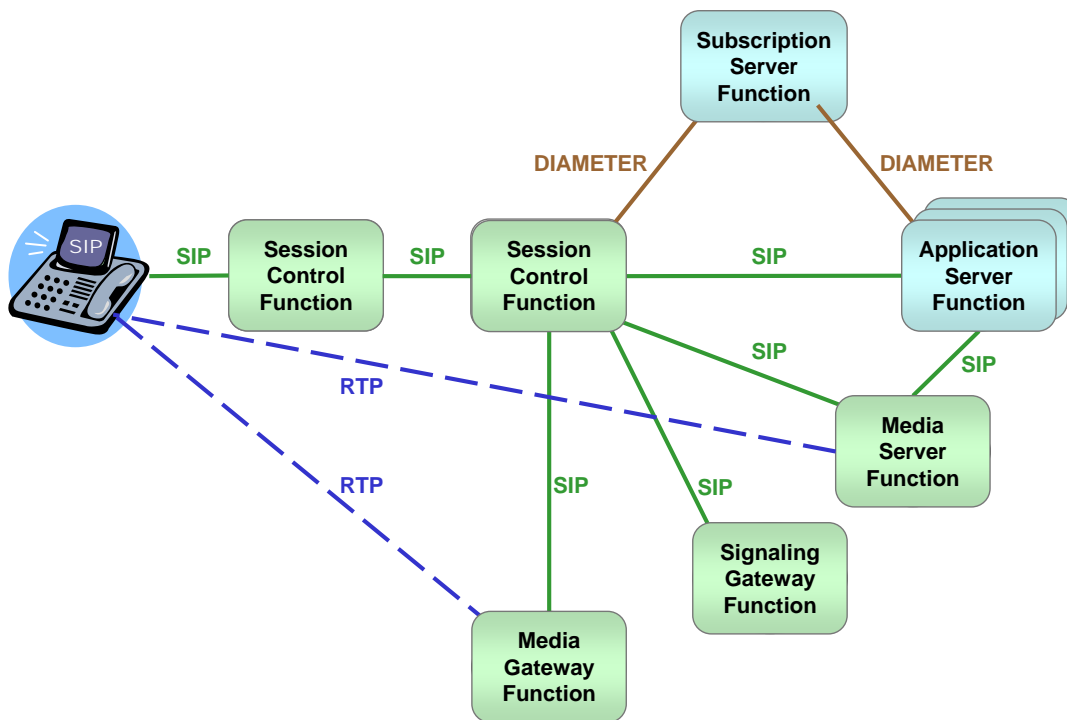 Subscription
Server
Function
DIAMETER
DIAMETER
SIP
SIP
Session
Control
Function
SIP
Session
Control
Function
SIP
Application
Server
Function
SIP
SIP
RTP
Media
Server
Function
RTP
SIP
SIP
Signaling
Gateway
Function
Media
Gateway
Function